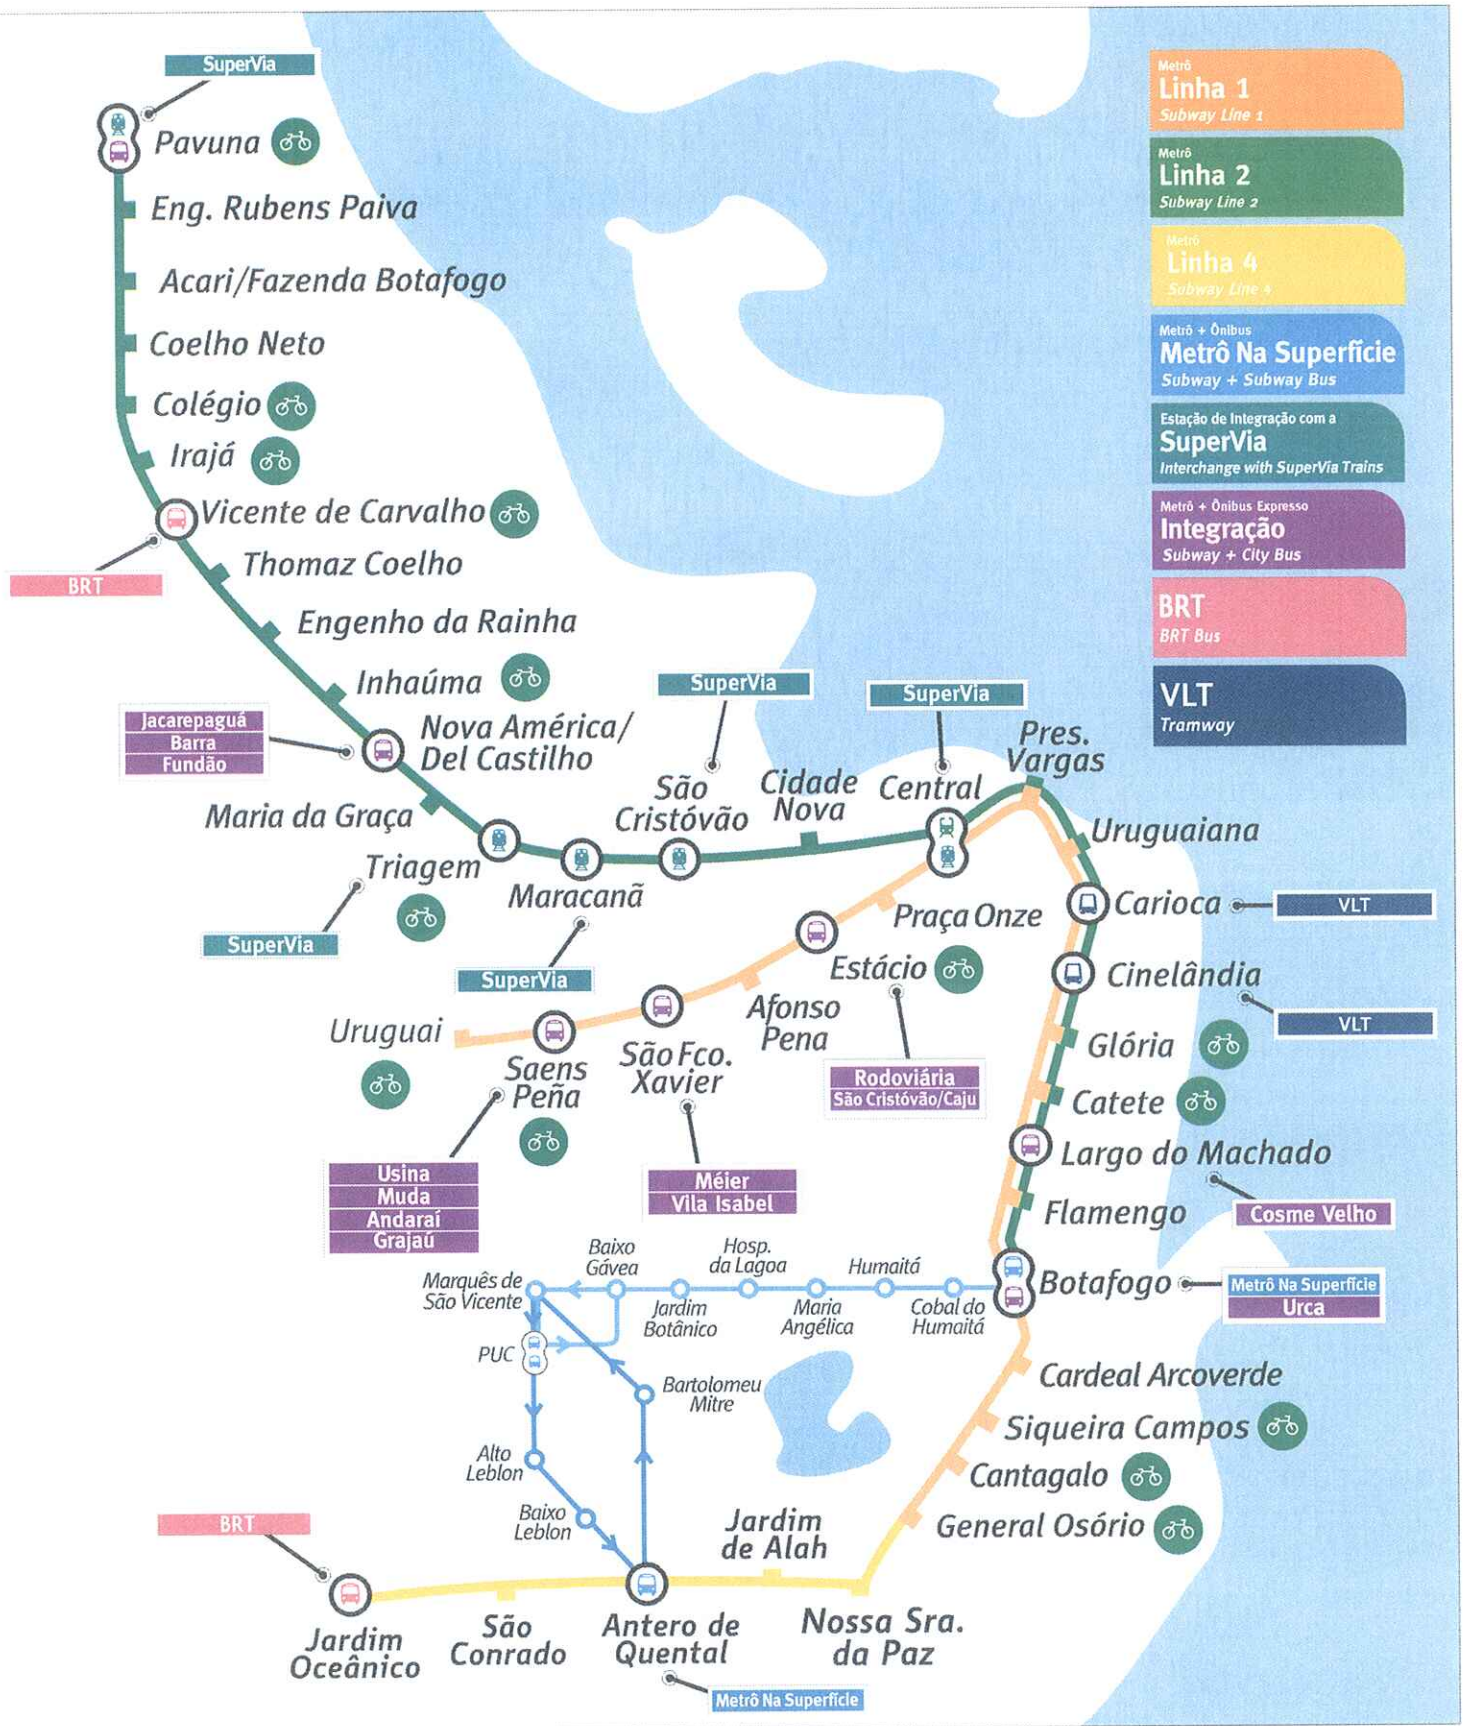 SuperVia
Pavuna
Eng. Rubens Paiva
Acari/Fazenda Botafogo
Coelho Neto
Colégio
Irajá
Vicente de Carvalho
BRT
Thomaz Coelho
Engenho da Rainha
Inhaúma
Jacarepaguá
Barra
Fundão
Nova América/
Del Castilho
Maria da Graça
Triagem
SuperVia
Maracanã
SuperVia
SuperVia
São
Cristóvão
Cidade
Nova
SuperVia
Central
Pres.
Vargas
Uruguaiana
Carioca
VLT
Cinelândia
VLT
Glória
Catete
Largo do Machado
Cosme Velho
Flamengo
Botafogo
Metrô Na Superfície
Urca
Praça Onze
Estácio
Rodoviária
São Cristóvão/Caju
Afonso
Pena
São Fco.
Xavier
Méier
Vila Isabel
Saens
Peña
Usina
Muda
Andaraí
Grajaú
Uruguai
Marquês de
São Vicente
Baixo
Gávea
Jardim
Botânico
Hosp.
da Lagoa
Maria
Angélica
Humaitá
Cobal do
Humaitá
PUC
Bartolomeu
Mitre
Alto
Leblon
Baixo
Leblon
Cardeal Arcoverde
Siqueira Campos
Cantagalo
General Osório
Jardim
de Alah
Nossa Sra.
da Paz
Antero de
Quental
Metrô Na Superfície
São
Conrado
BRT
Jardim
Oceânico
Metrô
Linha 1
Subway Line 1
Metrô
Linha 2
Subway Line 2
Metrô
Linha 4
Subway Line 4
Metrô + Ônibus
Metrô Na Superfície
Subway + Subway Bus
Estação de Integração com a
SuperVia
Interchange with SuperVia Trains
Metrô + Ônibus Expresso
Integração
Subway + City Bus
BRT
BRT Bus
VLT
Tramway